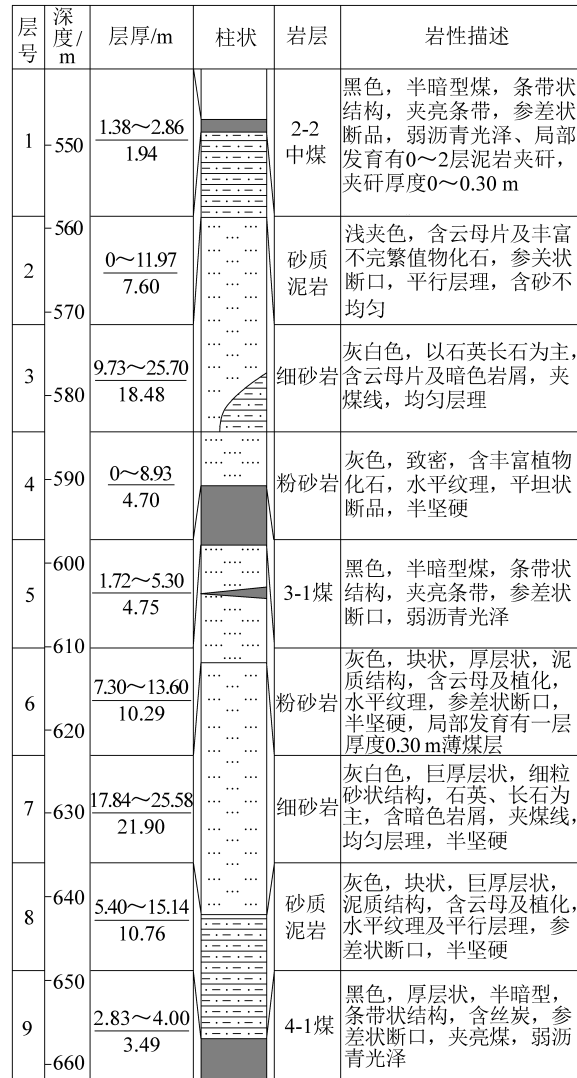 层号
深度/m
层厚/m
柱状
岩层
岩性描述
1
550
1.38～2.86
1.94
2-2
中煤
黑色，半暗型煤，条带状
结构，夹亮条带，参差状
断品，弱沥青光泽、局部
发育有0～2层泥岩夹矸，
夹矸厚度0～0.30 m
2
560
570
0～11.97
7.60
砂质
泥岩
浅夹色，含云母片及丰富
不完繁值物化石，参关状
断口，平行层理，含砂不
均匀
3
580
9.73～25.70
18.48
细砂岩
灰白色，以石英长石为主，
含云母片及暗色岩屑，夹
煤线，均匀层理
4
590
0～8.93
4.70
粉砂岩
灰色，致密，含丰富植物
化石，水平纹理，平坦状
断品，半坚硬
5
600
610
1.72～5.30
4.75
3-1煤
黑色，半暗型煤，条带状
结构，夹亮条带，参差状
断口，弱沥青光泽
6
620
7.30～13.60
10.29
粉砂岩
灰色，块状，厚层状，泥
质结构，含云母及植化，
水平纹理，参差状断口，
半坚硬，局部发育有一层
厚度0.30 m薄煤层
7
630
17.84～25.58
21.90
细砂岩
灰白色，巨厚层状，细粒
砂状结构，石英、长石为
主，含暗色岩屑，夹煤线，
均匀层理，半坚硬
8
640
5.40～15.14
10.76
砂质
泥岩
灰色，块状，巨厚层状，
泥质结构，含云母及植化，
水平纹理及平行层理，参
差状断口，半坚硬
9
650
660
2.83～4.00
3.49
4-1煤
黑色，厚层状，半暗型，
条带状结构，含丝炭，参
差状断口，夹亮煤，弱沥
青光泽